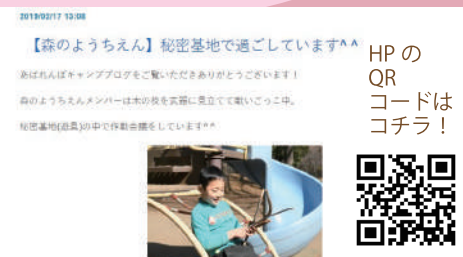 2019/02/17 13:08
【森のようちえん】秘密基地で過ごしています^ ^
あばれんぼキャンプブログをご覧いただきありがとうございます！
森のようちえんメンバーは木の枝を武器に見立てて戦いごっこ中。
秘密基地(遊具)の中で作戦会議をしています^^
HP の
QR
コードは
コチラ！